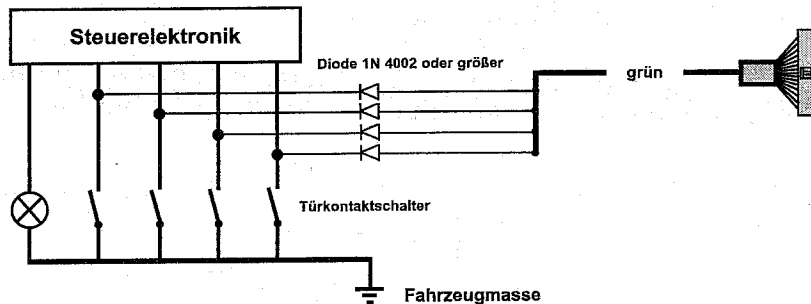 Steuerelektronik
Diode 1N 4002 oder größer
grün
Türkontaktschalter
Fahrzeugmasse